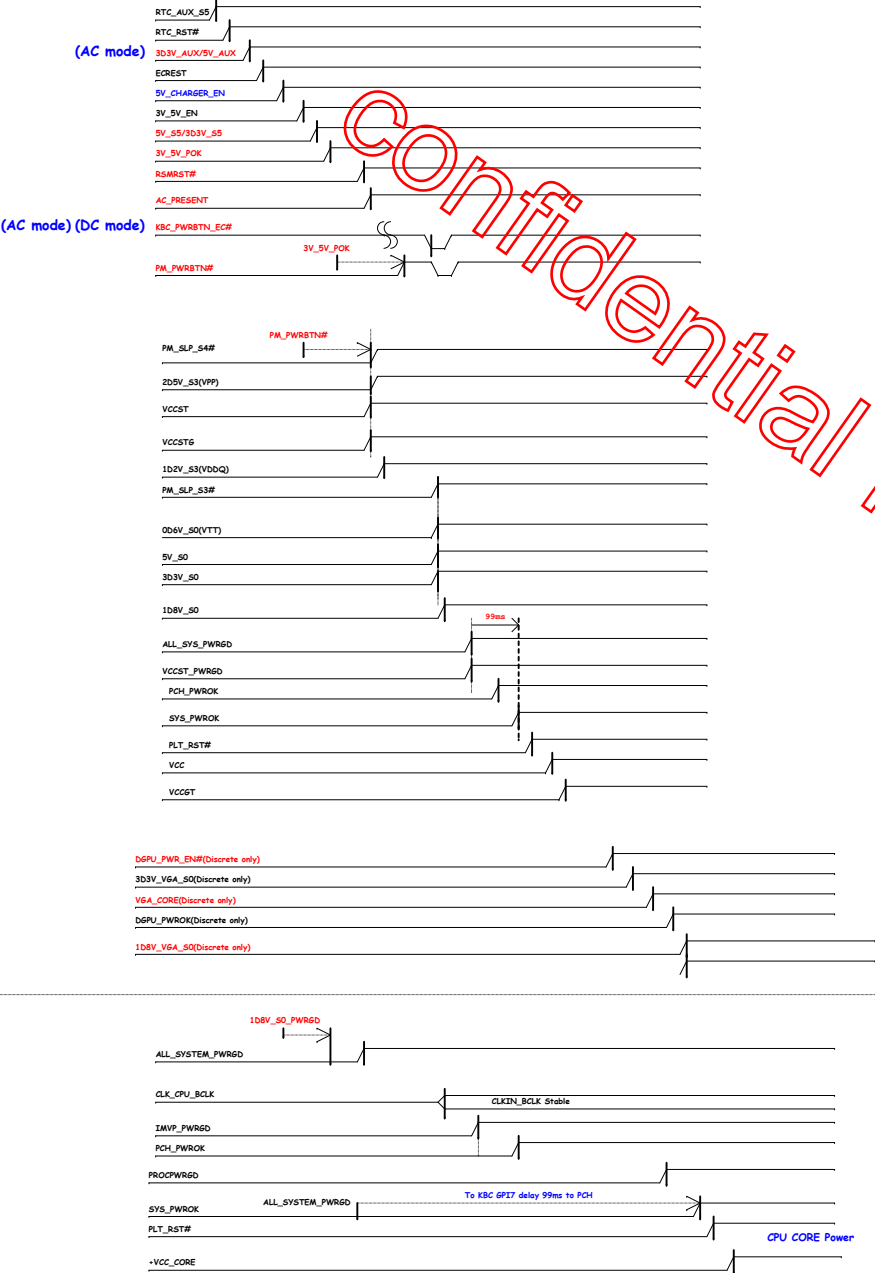 RTC_AUX_S5
RTC_RST#
(AC mode) 3D3V_AUX/5V_AUX
ECREST
5V_CHARGER_EN
3V_5V_EN
5V_S5/3D3V_S5
3V_5V_POK
RSMRST#
AC_PRESENT
(AC mode) (DC mode) KBC_PWRBTN_EC#
3V_5V_POK
PM_PWRBTN#
PM_PWRBTN#
PM_SLP_S4#
2D5V_S3(VPP)
VCCST
VCCSTG
1D2V_S3(VDDQ)
PM_SLP_S3#
0D6V_S0(VTT)
5V_S0
3D3V_S0
1D8V_S0
99ms
ALL_SYS_PWRGD
VCCST_PWRGD
PCH_PWROK
SYS_PWROK
PLT_RST#
VCC
VCCGT
DGPU_PWR_EN#(Discrete only)
3D3V_VGA_S0(Discrete only)
VGA_CORE(Discrete only)
DGPU_PWROK(Discrete only)
1D8V_VGA_S0(Discrete only)
1D8V_S0_PWRGD
ALL_SYSTEM_PWRGD
CLK_CPU_BCLK
CLKIN_BCLK Stable
IMVP_PWRGD
PCH_PWROK
PROCPWRGD
To KBC GPI7 delay 99ms to PCH
SYS_PWROK ALL_SYSTEM_PWRGD
PLT_RST#
CPU CORE Power
+VCC_CORE
confidential